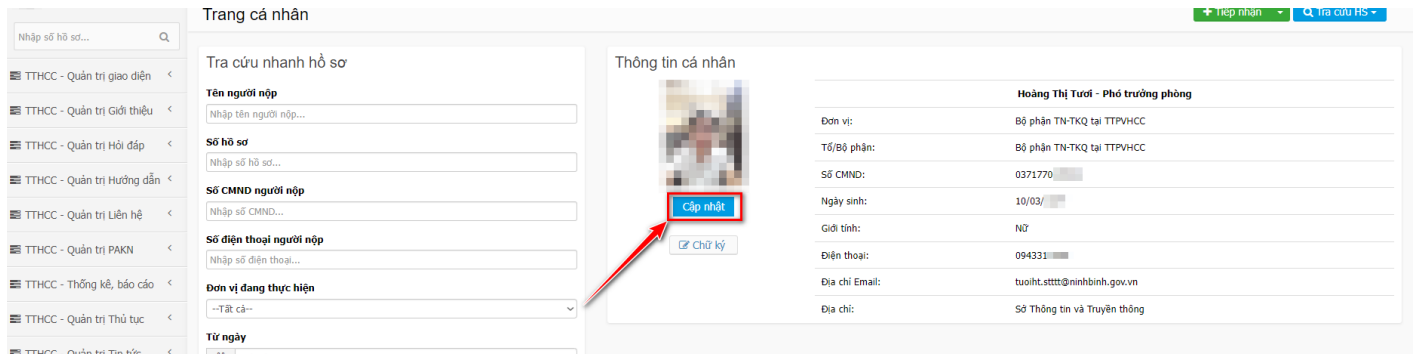 Trang cá nhân
Tiếp nhận
Tra cứu HS
Nhập số hồ sơ...
TTHCC - Quản trị giao diện
TTHCC - Quản trị Giới thiệu
TTHCC - Quản trị Hỏi đáp
TTHCC - Quản trị Hướng dẫn
TTHCC - Quản trị Liên hệ
TTHCC - Quản trị PAKN
TTHCC - Thống kê, báo cáo
TTHCC - Quản trị Thủ tục
TTHCC - Quản trị Tin tức
Tra cứu nhanh hồ sơ
Tên người nộp
Nhập tên người nộp...
Số hồ sơ
Nhập số hồ sơ...
Số CMND người nộp
Nhập số CMND...
Số điện thoại người nộp
Nhập số điện thoại...
Đơn vị đang thực hiện
--Tất cả--
Từ ngày
Thông tin cá nhân
Cập nhật
Chữ ký
Hoàng Thị Tươi - Phó trưởng phòng
Đơn vị: Bộ phận TN-TKQ tại TTPVHCC
Tổ/Bộ phận: Bộ phận TN-TKQ tại TTPVHCC
Số CMND: 0371770
Ngày sinh: 10/03/
Giới tính: Nữ
Điện thoại: 094331
Địa chỉ Email: tuoiht.stttt@ninhbinh.gov.vn
Địa chỉ: Sở Thông tin và Truyền thông